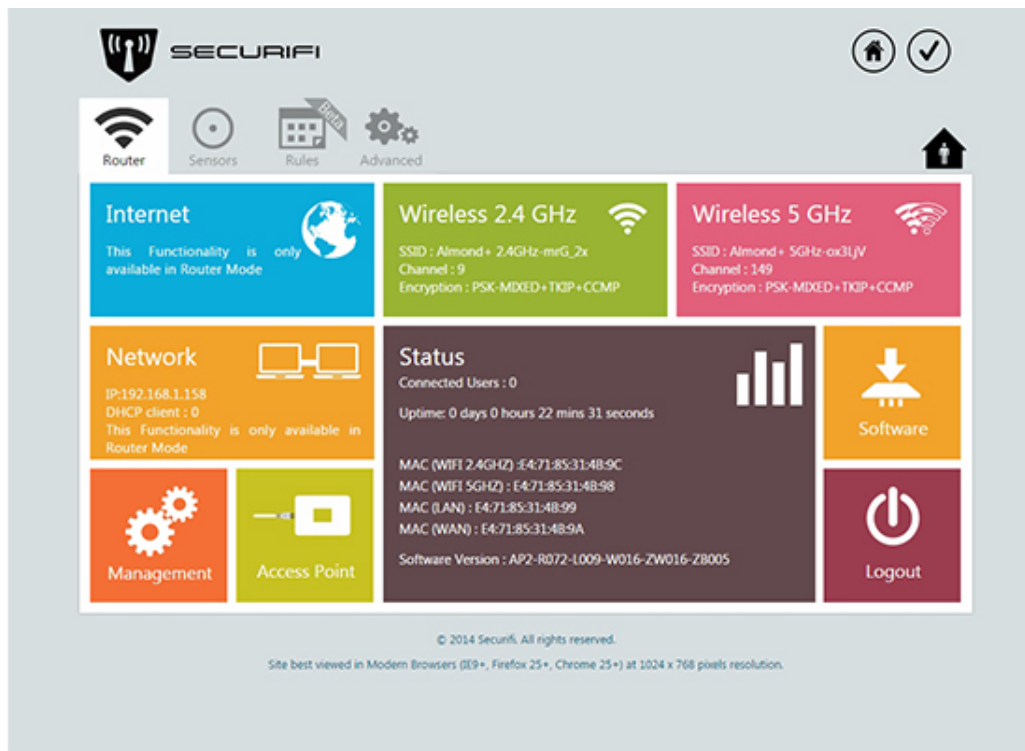 SECURIFI
Router
Sensors
Beta
Rules
Advanced
Internet
This Functionality is only
available in Router Mode
Wireless 2.4 GHz
SSID : Almond+ 2.4GHz-mrG_2x
Channel : 9
Encryption : PSK-MIXED+TKIP+CCMP
Wireless 5 GHz
SSID : Almond+ 5GHz-ox3LjV
Channel : 149
Encryption : PSK-MIXED+TKIP+CCMP
Network
IP:192.168.1.158
DHCP client : 0
This Functionality is only available in
Router Mode
Status
Connected Users : 0
Uptime: 0 days 0 hours 22 mins 31 seconds
MAC (WIFI 2.4GHZ) :E4:71:85:31:4B:9C
MAC (WIFI 5GHZ) : E4:71:85:31:4B:98
MAC (LAN) : E4:71:85:31:4B:99
MAC (WAN) : E4:71:85:31:4B:9A
Software Version : AP2-R072-L009-W016-ZW016-ZB005
Software
Management
Access Point
Logout
© 2014 Securifi. All rights reserved.
Site best viewed in Modern Browsers (IE9+, Firefox 25+, Chrome 25+) at 1024 x 768 pixels resolution.